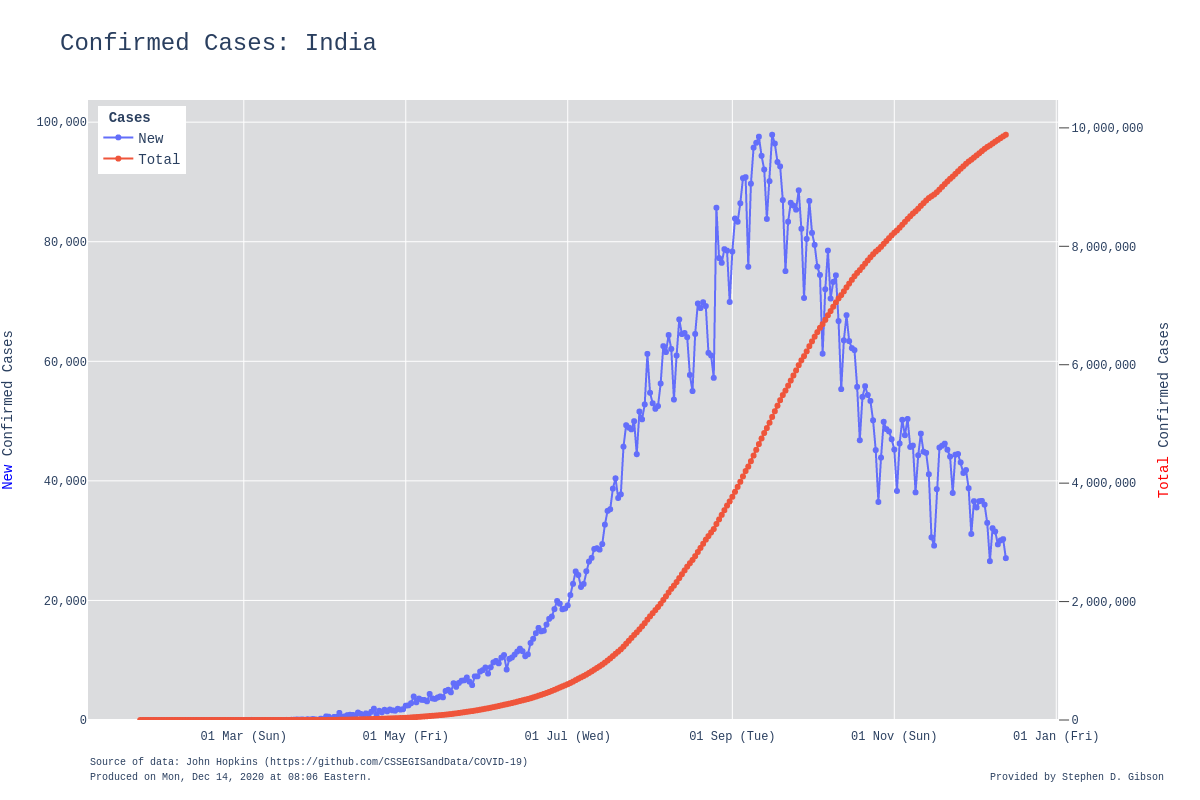 Confirmed Cases: India
Cases
New
Total
100,000
80,000
60,000
40,000
20,000
0
10,000,000
8,000,000
6,000,000
4,000,000
2,000,000
0
New Confirmed Cases
Total Confirmed Cases
01 Mar (Sun)
01 May (Fri)
01 Jul (Wed)
01 Sep (Tue)
01 Nov (Sun)
01 Jan (Fri)
Source of data: John Hopkins (https://github.com/CSSEGISandData/COVID-19)
Produced on Mon, Dec 14, 2020 at 08:06 Eastern.
Provided by Stephen D. Gibson